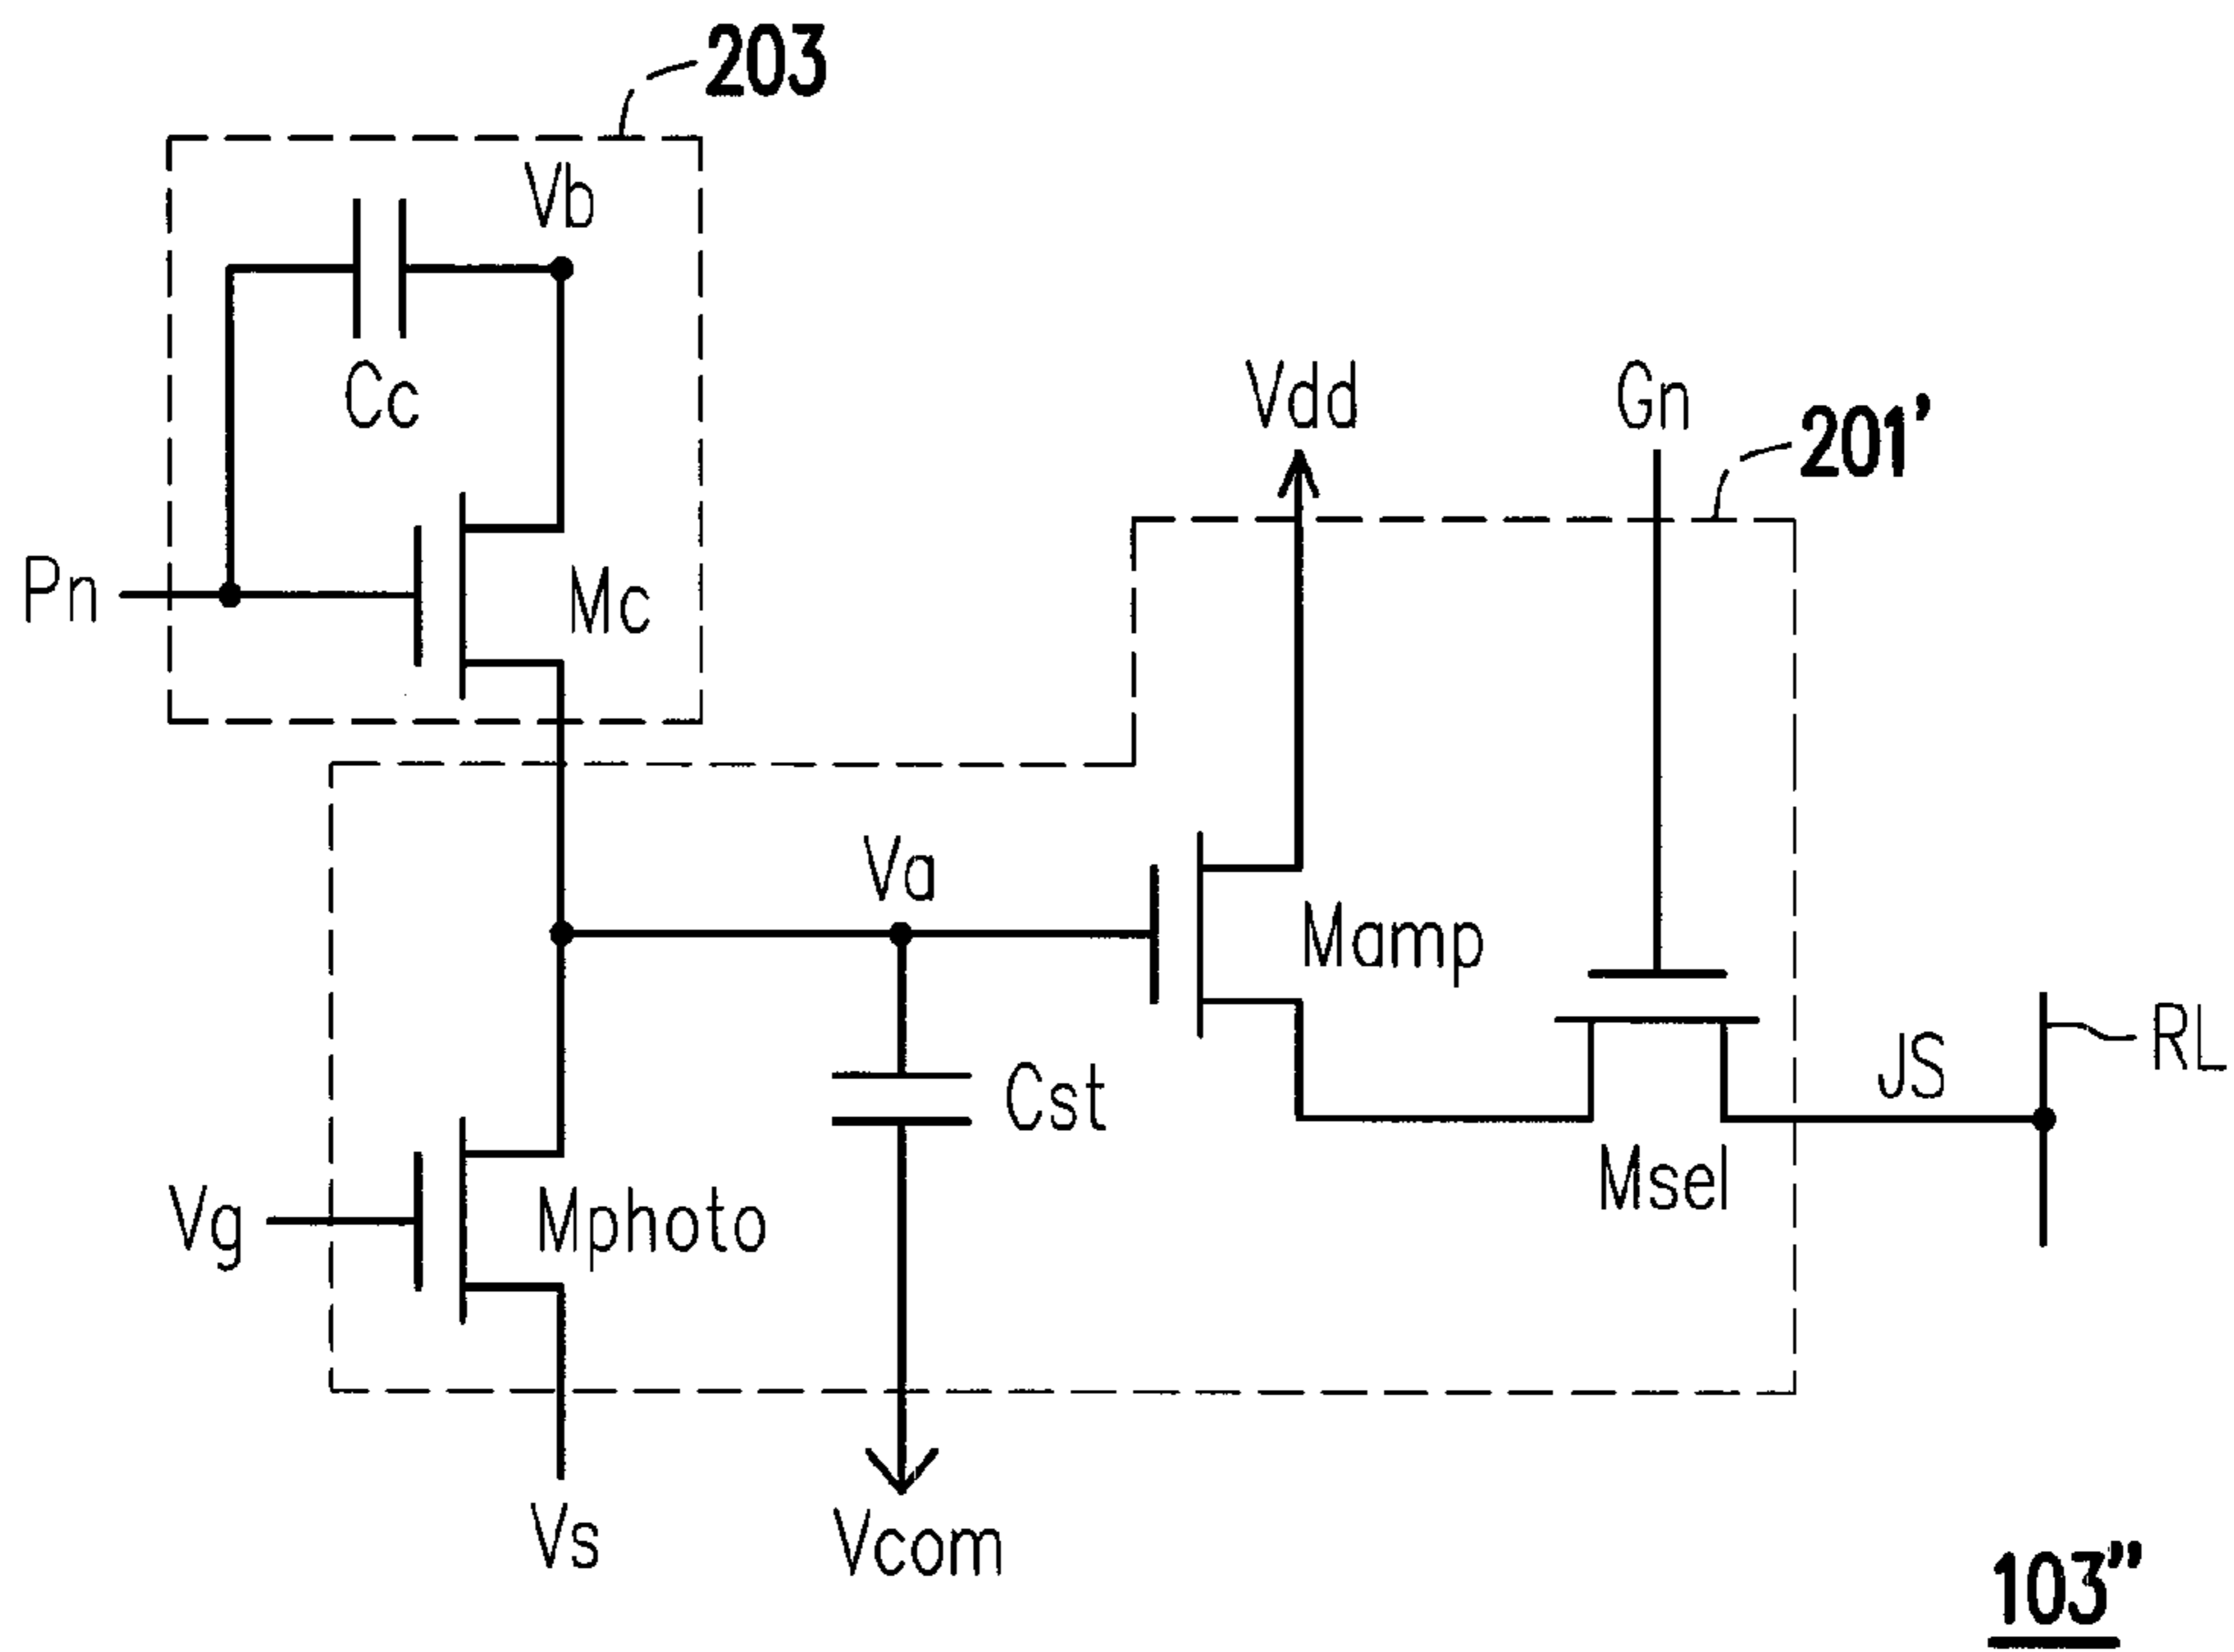 203
Vb
Cc
Vdd
Gn
201'
Pn
Mc
Va
Mamp
RL
JS
Cst
Msel
Vg
Mphoto
Vs
Vcom
103"